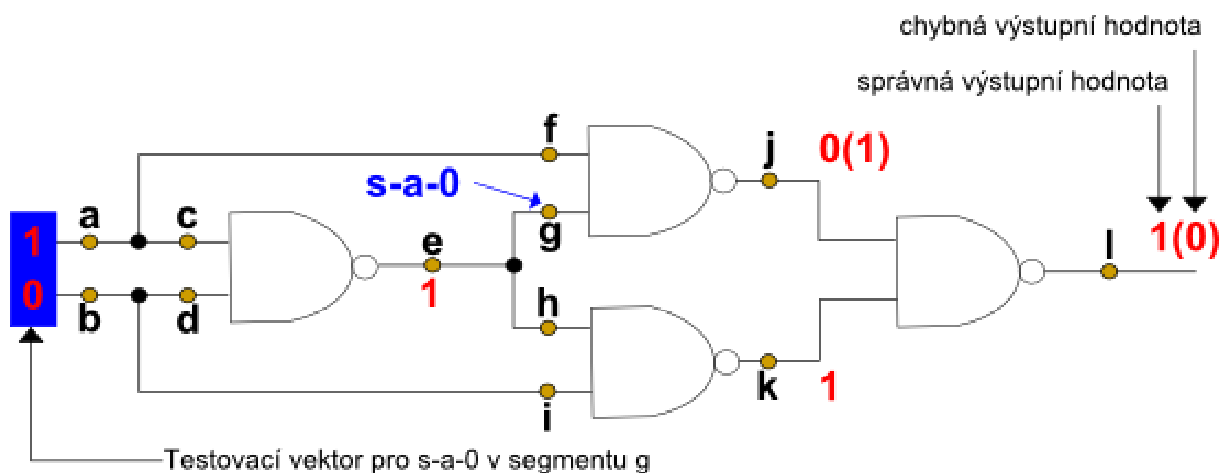 chybná výstupní hodnota
správná výstupní hodnota
f
j
0(1)
s-a-0
a
c
g
1
e
l
1(0)
0
b
d
1
h
i
k
1
Testovací vektor pro s-a-0 v segmentu g